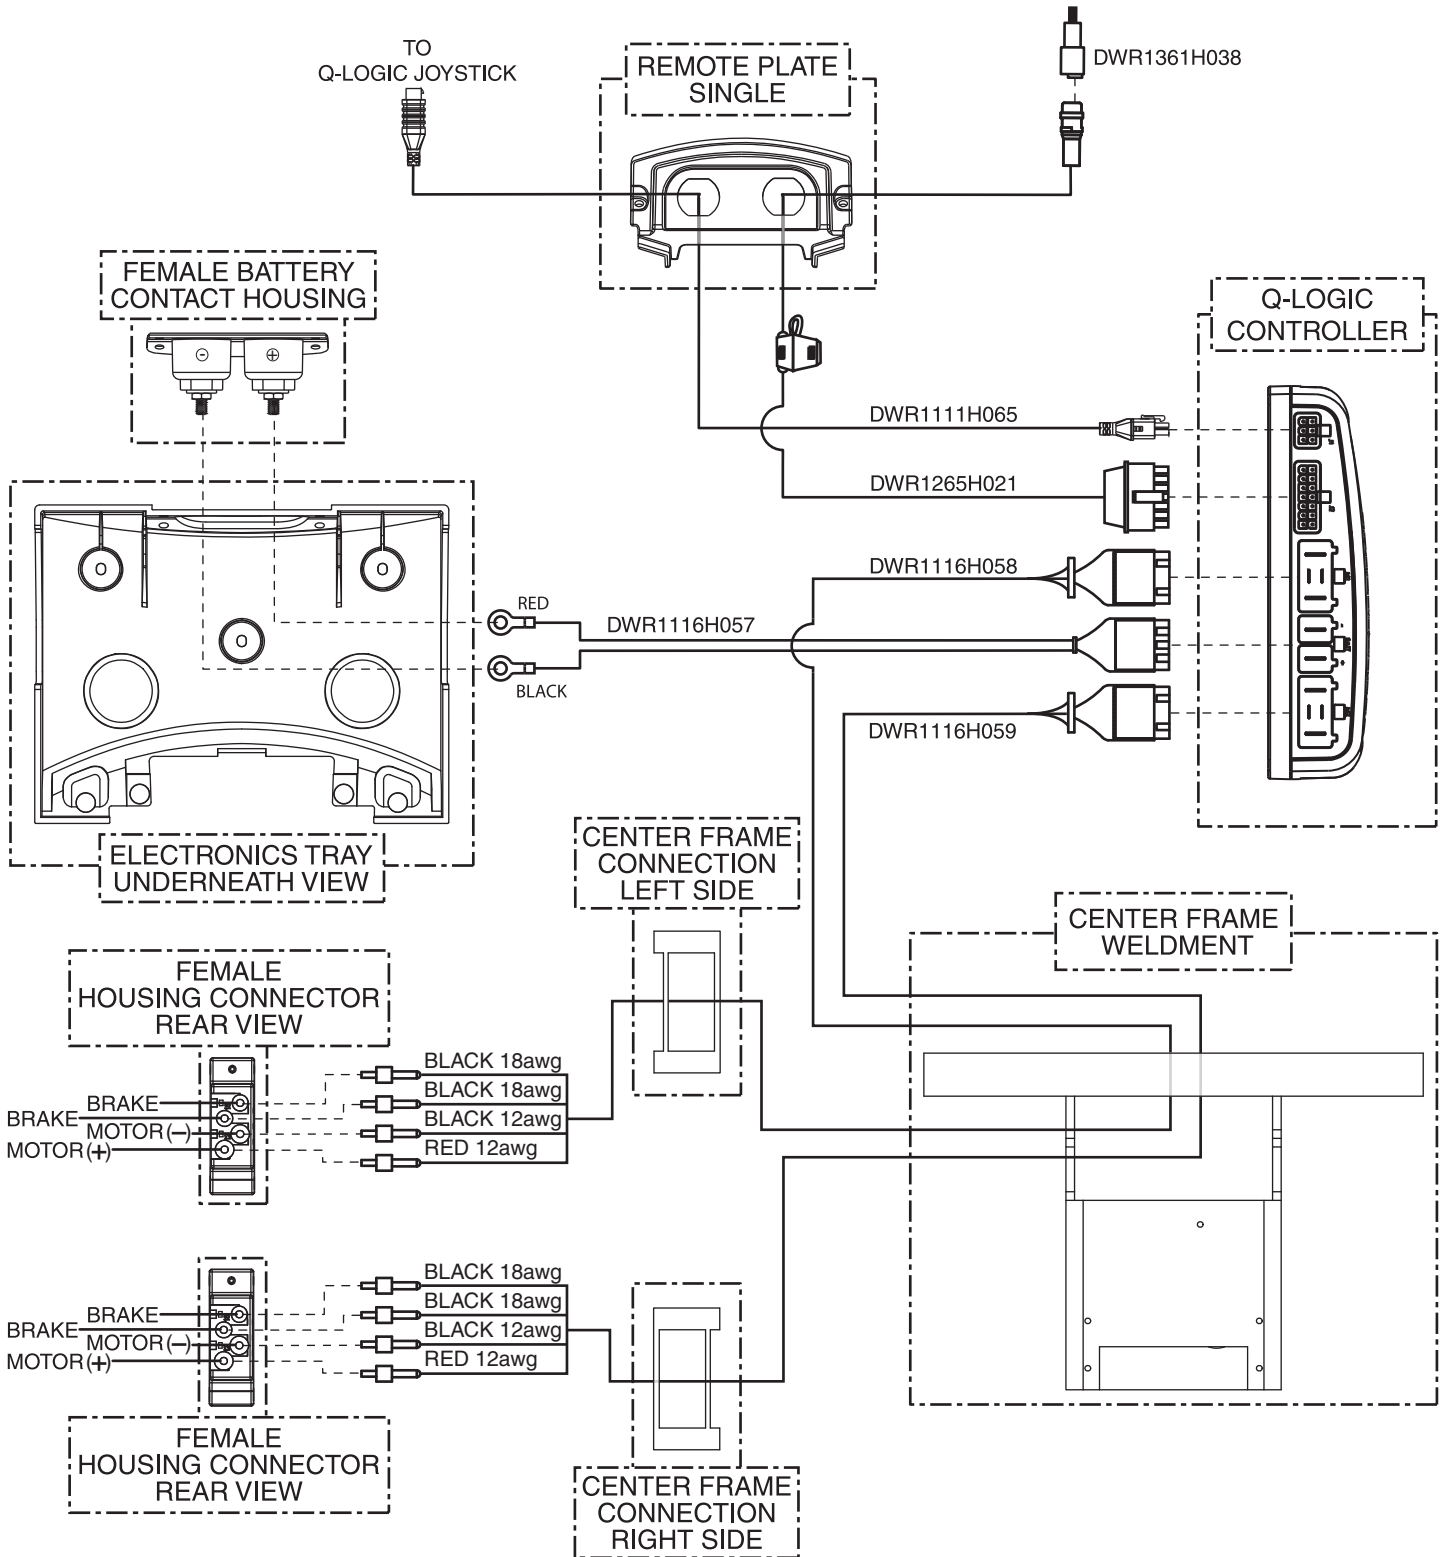 TO
Q-LOGIC JOYSTICK
REMOTE PLATE
SINGLE
DWR1361H038
FEMALE BATTERY
CONTACT HOUSING
-
+
Q-LOGIC
CONTROLLER
DWR1111H065
DWR1265H021
DWR1116H058
RED
DWR1116H057
BLACK
DWR1116H059
ELECTRONICS TRAY
UNDERNEATH VIEW
CENTER FRAME
CONNECTION
LEFT SIDE
CENTER FRAME
WELDMENT
FEMALE
HOUSING CONNECTOR
REAR VIEW
BLACK 18awg
BLACK 18awg
BLACK 12awg
RED 12awg
BRAKE
BRAKE
MOTOR (−)
MOTOR (+)
BLACK 18awg
BLACK 18awg
BLACK 12awg
RED 12awg
BRAKE
BRAKE
MOTOR (−)
MOTOR (+)
FEMALE
HOUSING CONNECTOR
REAR VIEW
CENTER FRAME
CONNECTION
RIGHT SIDE